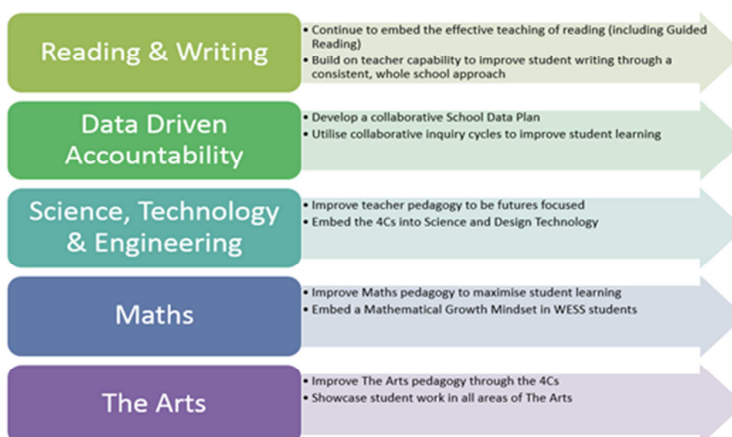 Reading & Writing
• Continue to embed the effective teaching of reading (including Guided
Reading)
• Build on teacher capability to improve student writing through a
consistent, whole school approach
Data Driven
Accountability
• Develop a collaborative School Data Plan
• Utilise collaborative inquiry cycles to improve student learning
Science, Technology
& Engineering
• Improve teacher pedagogy to be futures focused
• Embed the 4Cs into Science and Design Technology
Maths
• Improve Maths pedagogy to maximise student learning
• Embed a Mathematical Growth Mindset in WESS students
The Arts
• Improve The Arts pedagogy through the 4Cs
• Showcase student work in all areas of The Arts